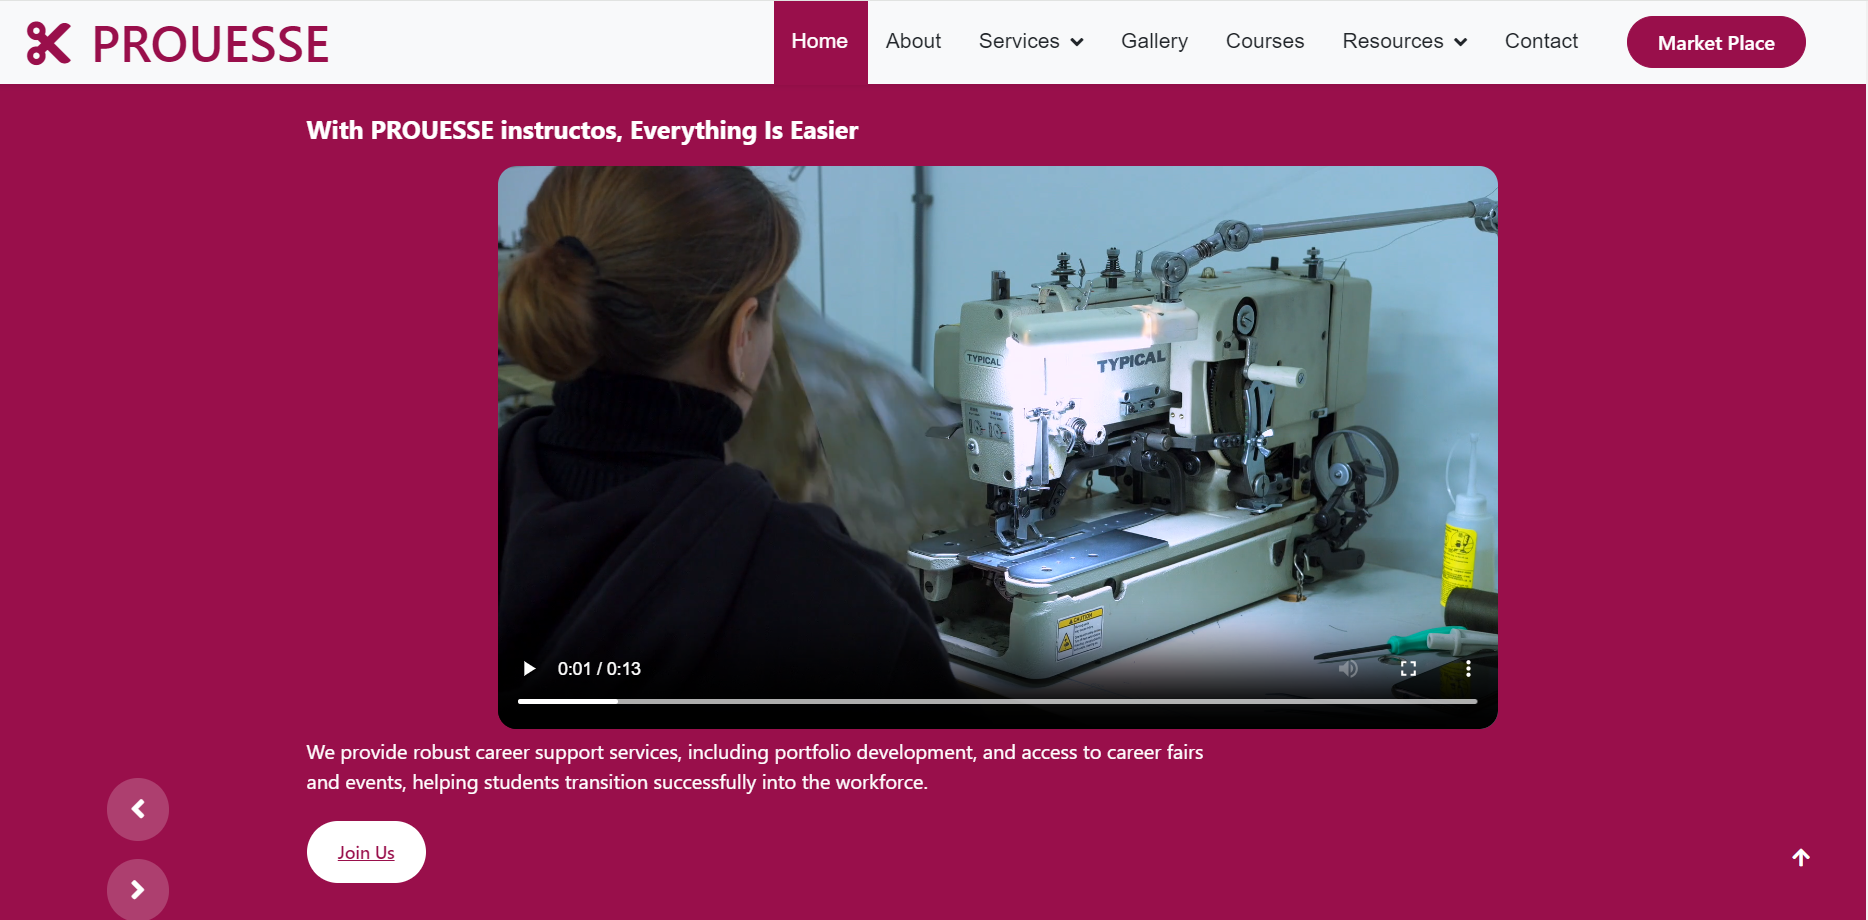 PROUESSE
Home About Services Gallery Courses Resources Contact Market Place
With PROUESSE instructos, Everything Is Easier
TYPICAL
TYPICAL
CAUTION
0:01 / 0:13
We provide robust career support services, including portfolio development, and access to career fairs
and events, helping students transition successfully into the workforce.
Join Us